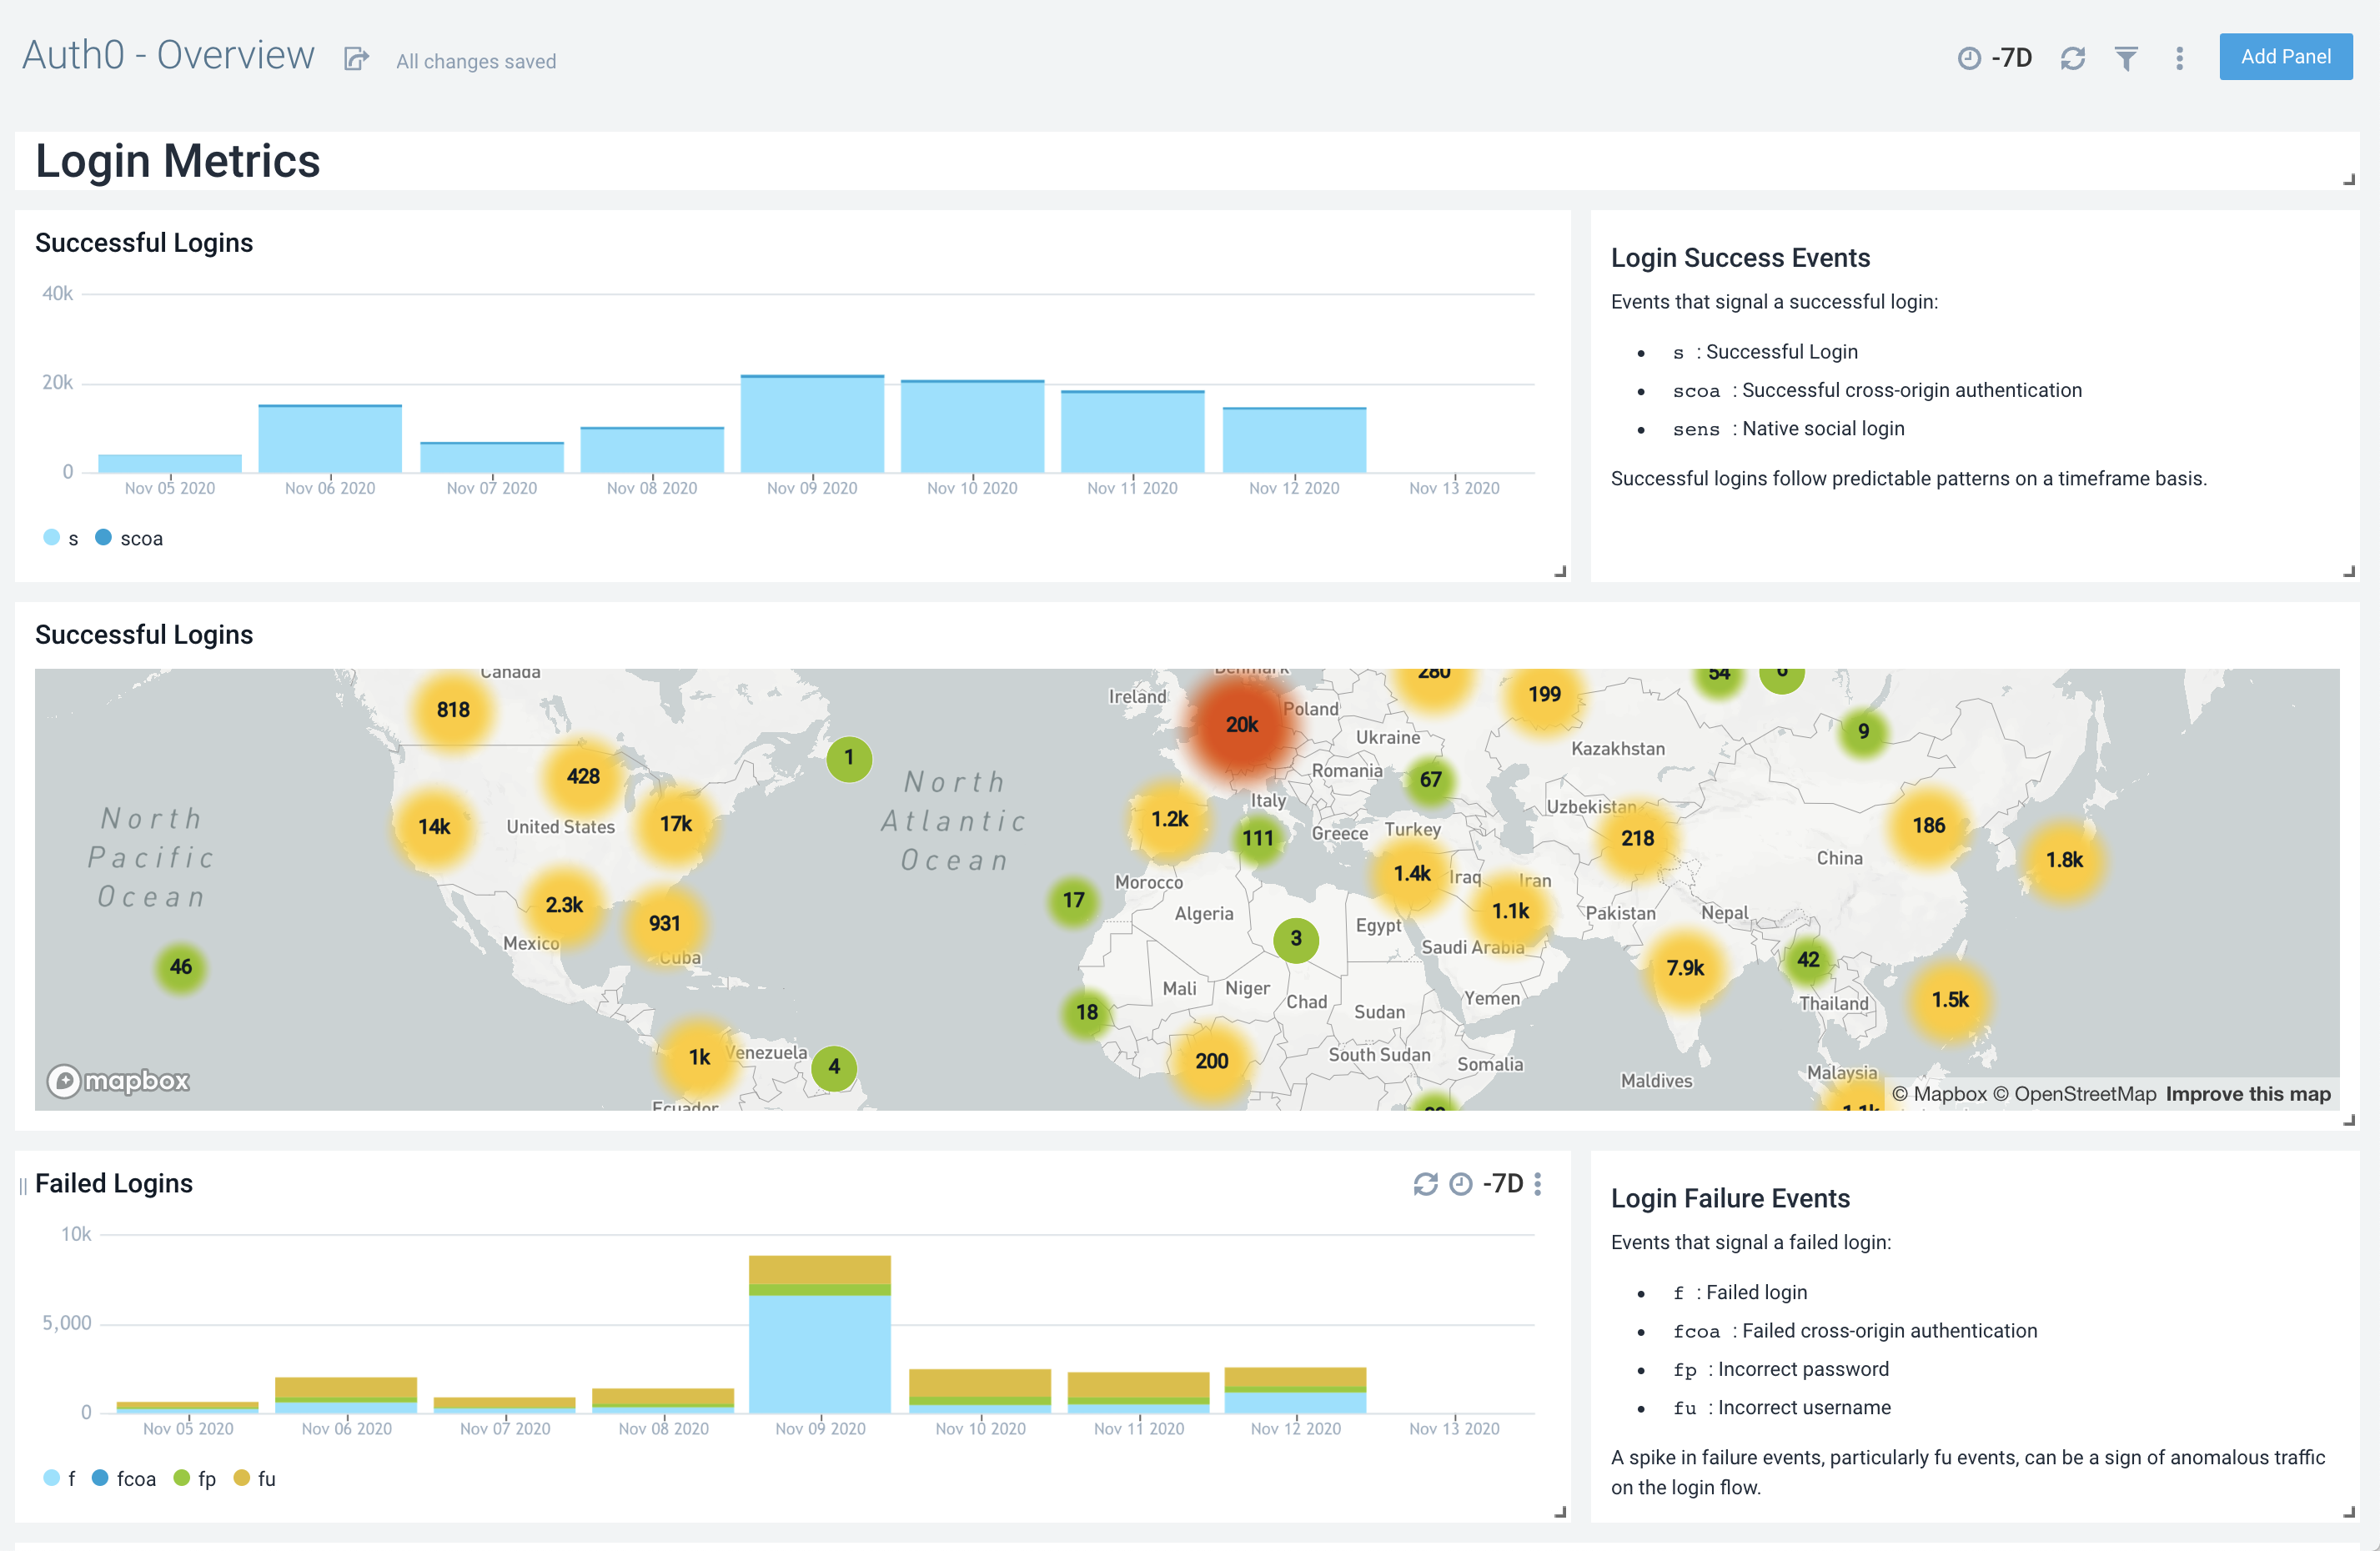 Auth0 - Overview
All changes saved
-7D
Add Panel
Login Metrics
Successful Logins
40k
20k
0
Nov 05 2020
Nov 06 2020
Nov 07 2020
Nov 08 2020
Nov 09 2020
Nov 10 2020
Nov 11 2020
Nov 12 2020
Nov 13 2020
s
scoa
Login Success Events
Events that signal a successful login:
s : Successful Login
scoa : Successful cross-origin authentication
sens : Native social login
Successful logins follow predictable patterns on a timeframe basis.
Successful Logins
Canada
Denmark
280
54
6
818
Ireland
20k
Poland
199
9
Ukraine
Kazakhstan
1
428
North
Atlantic
Ocean
Romania
67
Italy
Uzbekistan
North
Pacific
Ocean
14k
United States
17k
1.2k
111
Greece
Turkey
218
186
China
1.8k
Morocco
1.4k
Iraq
Iran
17
2.3k
931
Algeria
1.1k
Pakistan
Nepal
Mexico
Cuba
3
Egypt
Saudi Arabia
46
7.9k
42
Mali
Niger
Chad
Yemen
Thailand
1.5k
18
Sudan
1k
Venezuela
4
200
South Sudan
Somalia
Maldives
Malaysia
mapbox
Ecuador
1.1k
© Mapbox © OpenStreetMap Improve this map
Failed Logins
-7D
10k
5,000
0
Nov 05 2020
Nov 06 2020
Nov 07 2020
Nov 08 2020
Nov 09 2020
Nov 10 2020
Nov 11 2020
Nov 12 2020
Nov 13 2020
f
fcoa
fp
fu
Login Failure Events
Events that signal a failed login:
f : Failed login
fcoa : Failed cross-origin authentication
fp : Incorrect password
fu : Incorrect username
A spike in failure events, particularly fu events, can be a sign of anomalous traffic
on the login flow.